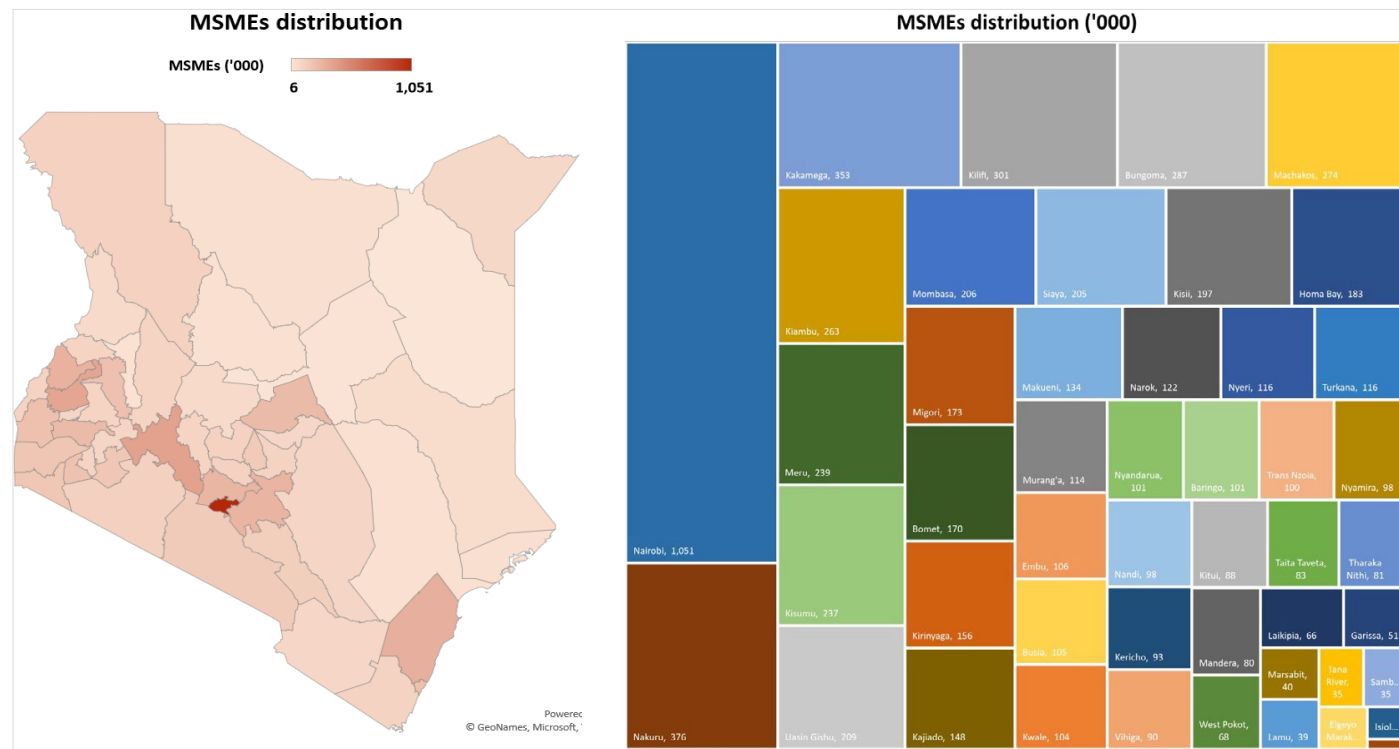 MSMEs distribution
MSMEs ('000)
6
1,051
Powered
© GeoNames, Microsoft,
MSMEs distribution ('000)
Nairobi, 1,051
Nakuru, 376
Kakamega, 353
Kilifi, 301
Bungoma, 287
Machakos, 274
Kiambu, 263
Meru, 239
Kisumu, 237
Uasin Gishu, 209
Mombasa, 206
Siaya, 205
Kisii, 197
Homa Bay, 183
Migori, 173
Bomet, 170
Kirinyaga, 156
Kajiado, 148
Makueni, 134
Narok, 122
Nyeri, 116
Turkana, 116
Murang'a, 114
Embu, 106
Busia, 105
Kwale, 104
Nyandarua,
101
Baringo, 101
Trans Nzoia,
100
Nyamira, 98
Nandi, 98
Kericho, 93
Vihiga, 90
Kitui, 88
Taita Taveta,
83
Tharaka
Nithi, 81
Mandera, 80
West Pokot,
68
Laikipia, 66
Garissa, 51
Marsabit,
40
Lamu, 39
Tana
River,
35
Samb...
35
Elgeyo
Marak...
Isiol...